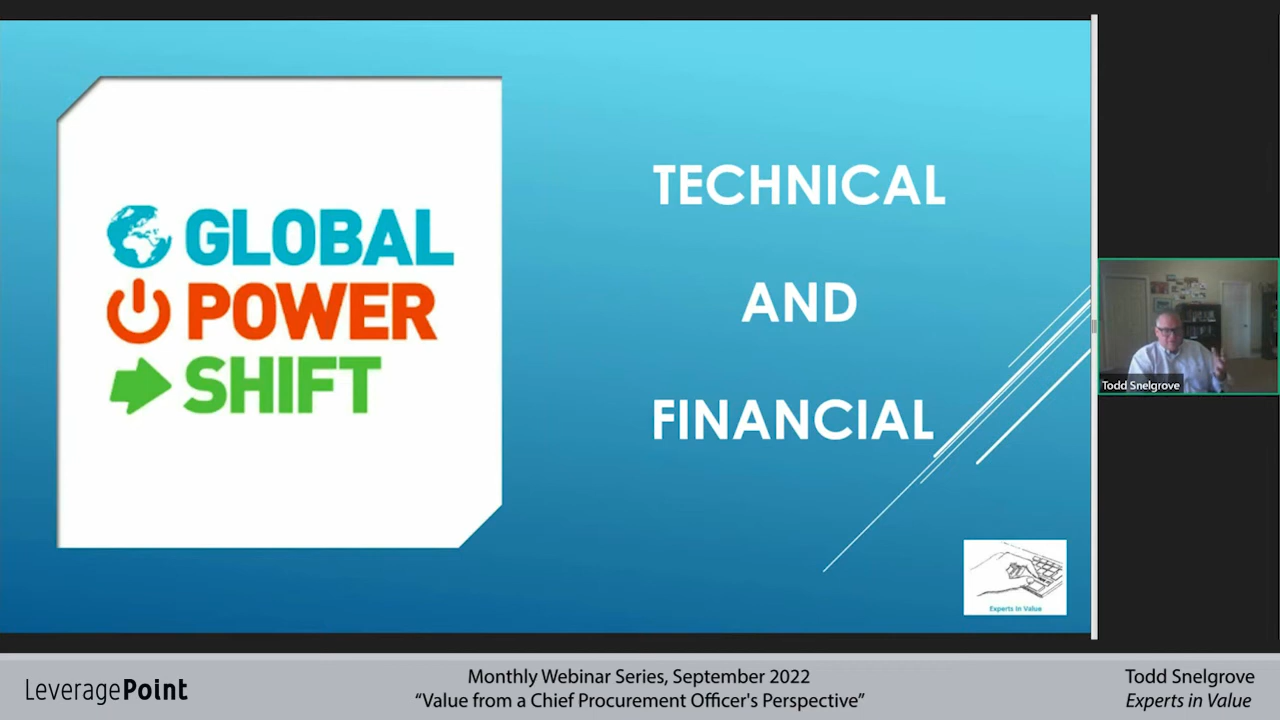 GLOBAL
POWER
SHIFT
TECHNICAL
AND
FINANCIAL
Experts In Value
Todd Snelgrove
LeveragePoint
Monthly Webinar Series, September 2022
“Value from a Chief Procurement Officer's Perspective”
Todd Snelgrove
Experts in Value